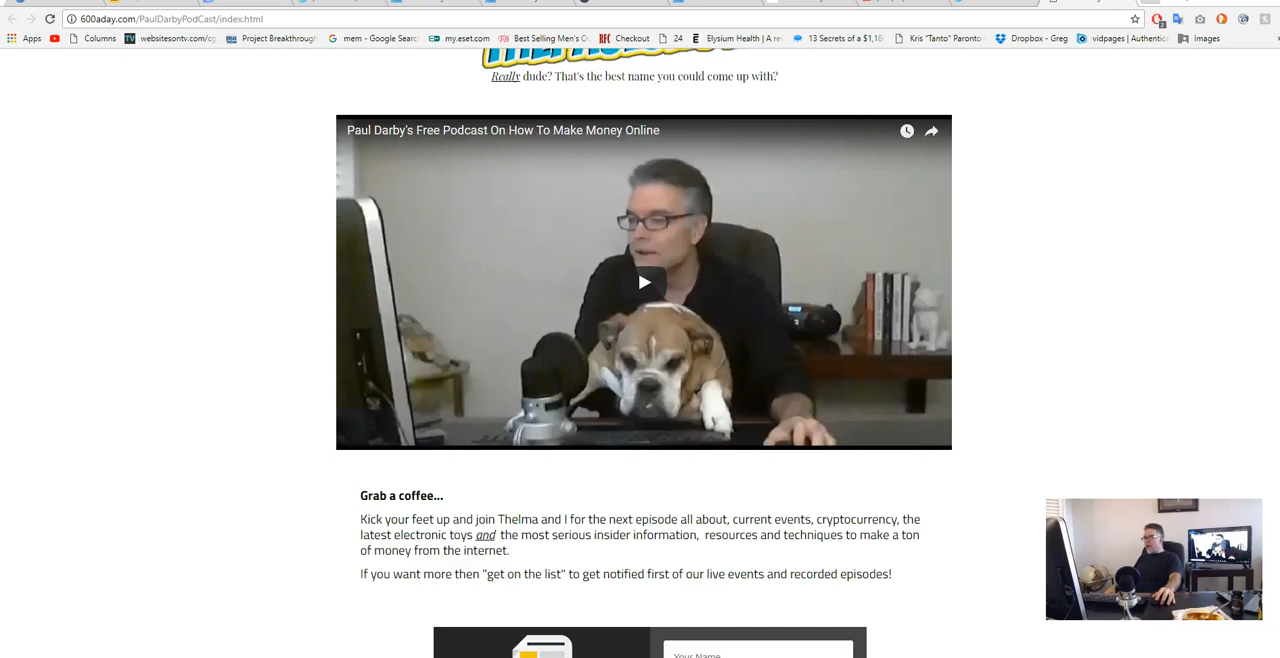 600aday.com/PaulDarbyPodCast/index.html
Apps Columns websitesontv.com/cg Project Breakthrough mem - Google Searc my.eset.com Best Selling Men's O Checkout 24 Elysium Health | A re 13 Secrets of a $1,18 Kris "Tanto" Paronto Dropbox - Greg vidpages | Authentic Images
Really dude? That's the best name you could come up with?
Paul Darby's Free Podcast On How To Make Money Online
Grab a coffee...
Kick your feet up and join Thelma and I for the next episode all about, current events, cryptocurrency, the
latest electronic toys and the most serious insider information, resources and techniques to make a ton
of money from the internet.
If you want more then "get on the list" to get notified first of our live events and recorded episodes!
Your Name